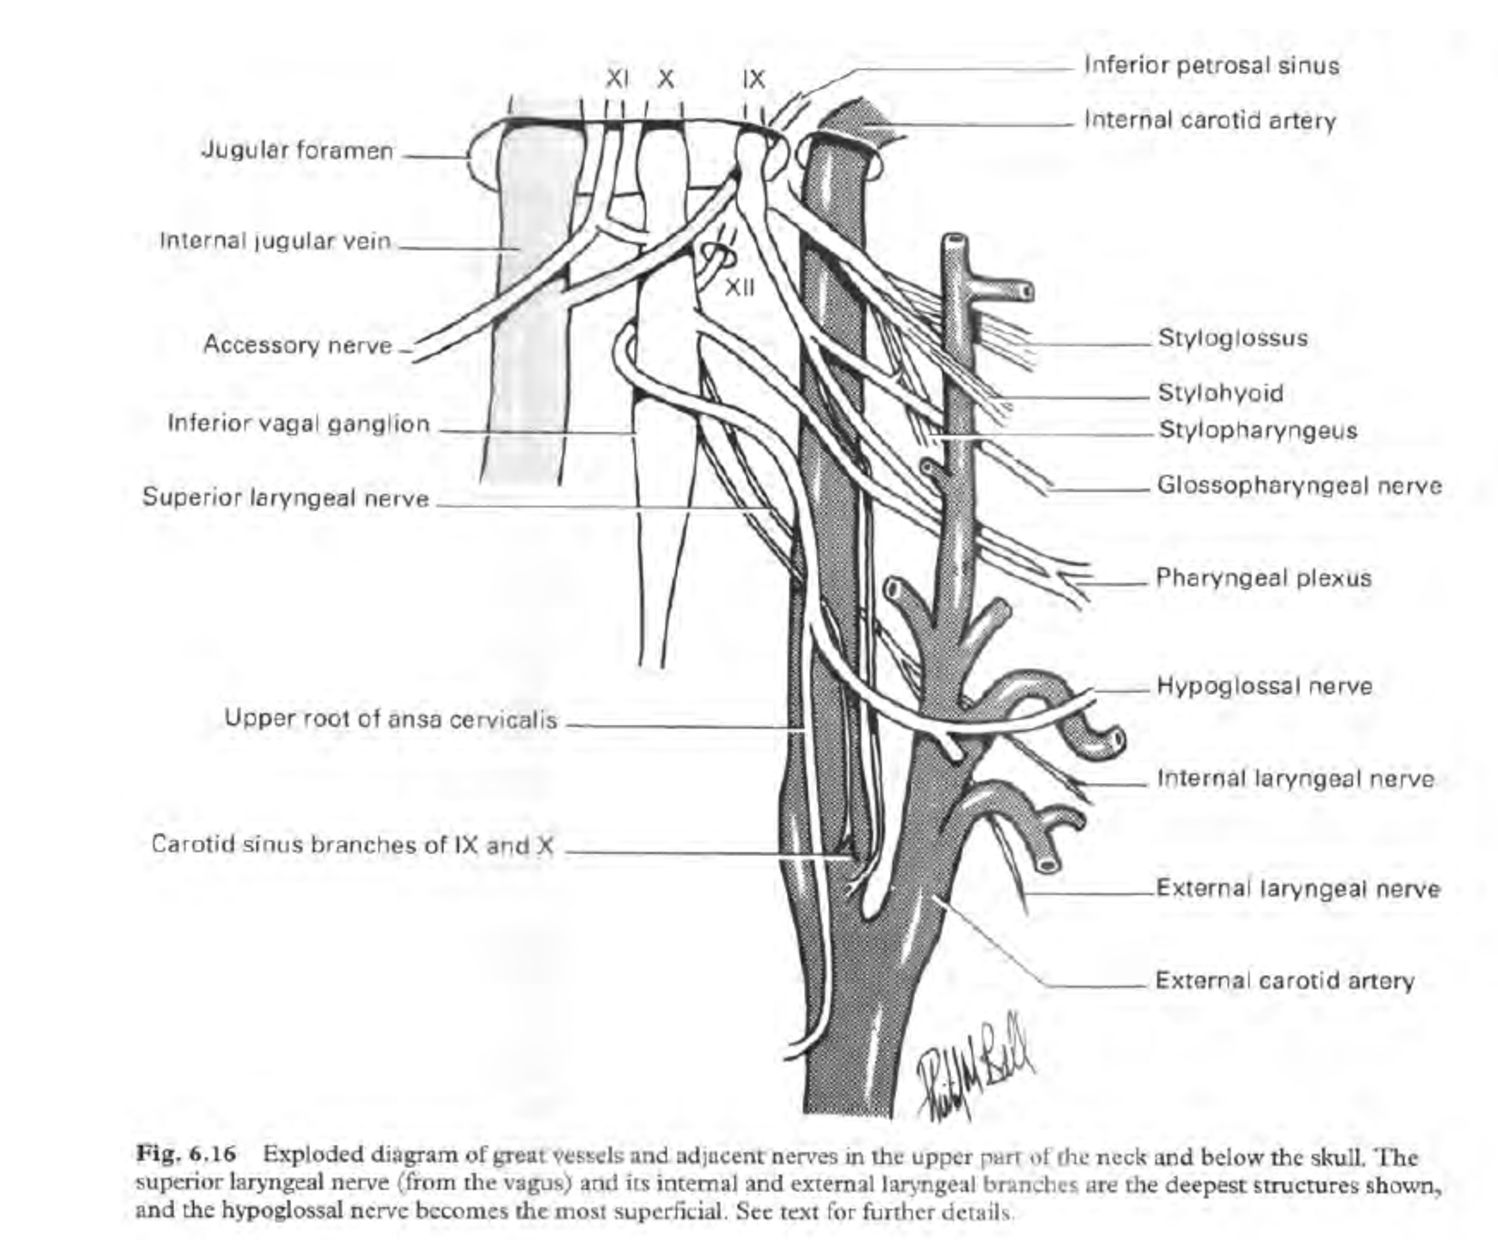 XI X IX
Inferior petrosal sinus
Internal carotid artery
Jugular foramen
Internal jugular vein
XII
Accessory nerve
Styloglossus
Stylohyoid
Inferior vagal ganglion
Stylopharyngeus
Glossopharyngeal nerve
Superior laryngeal nerve
Pharyngeal plexus
Hypoglossal nerve
Upper root of ansa cervicalis
Internal laryngeal nerve
Carotid sinus branches of IX and X
External laryngeal nerve
External carotid artery
Fig. 6.16 Exploded diagram of great vessels and adjacent nerves in the upper part of the neck and below the skull. The
superior laryngeal nerve (from the vagus) and its internal and external laryngeal branches are the deepest structures shown,
and the hypoglossal nerve becomes the most superficial. See text for further details.